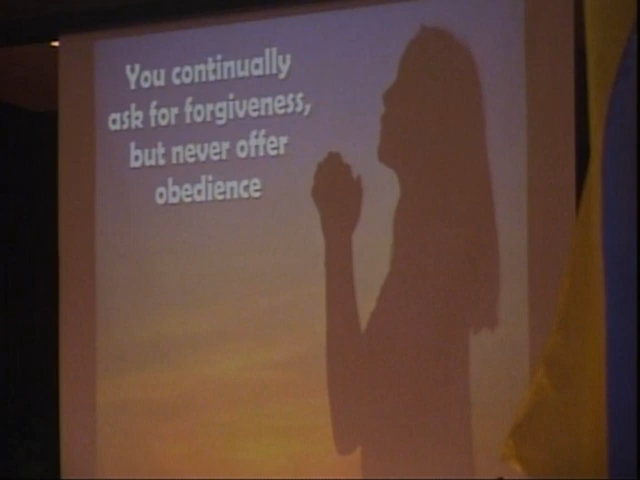 You continually
ask for forgiveness,
but never offer
obedience